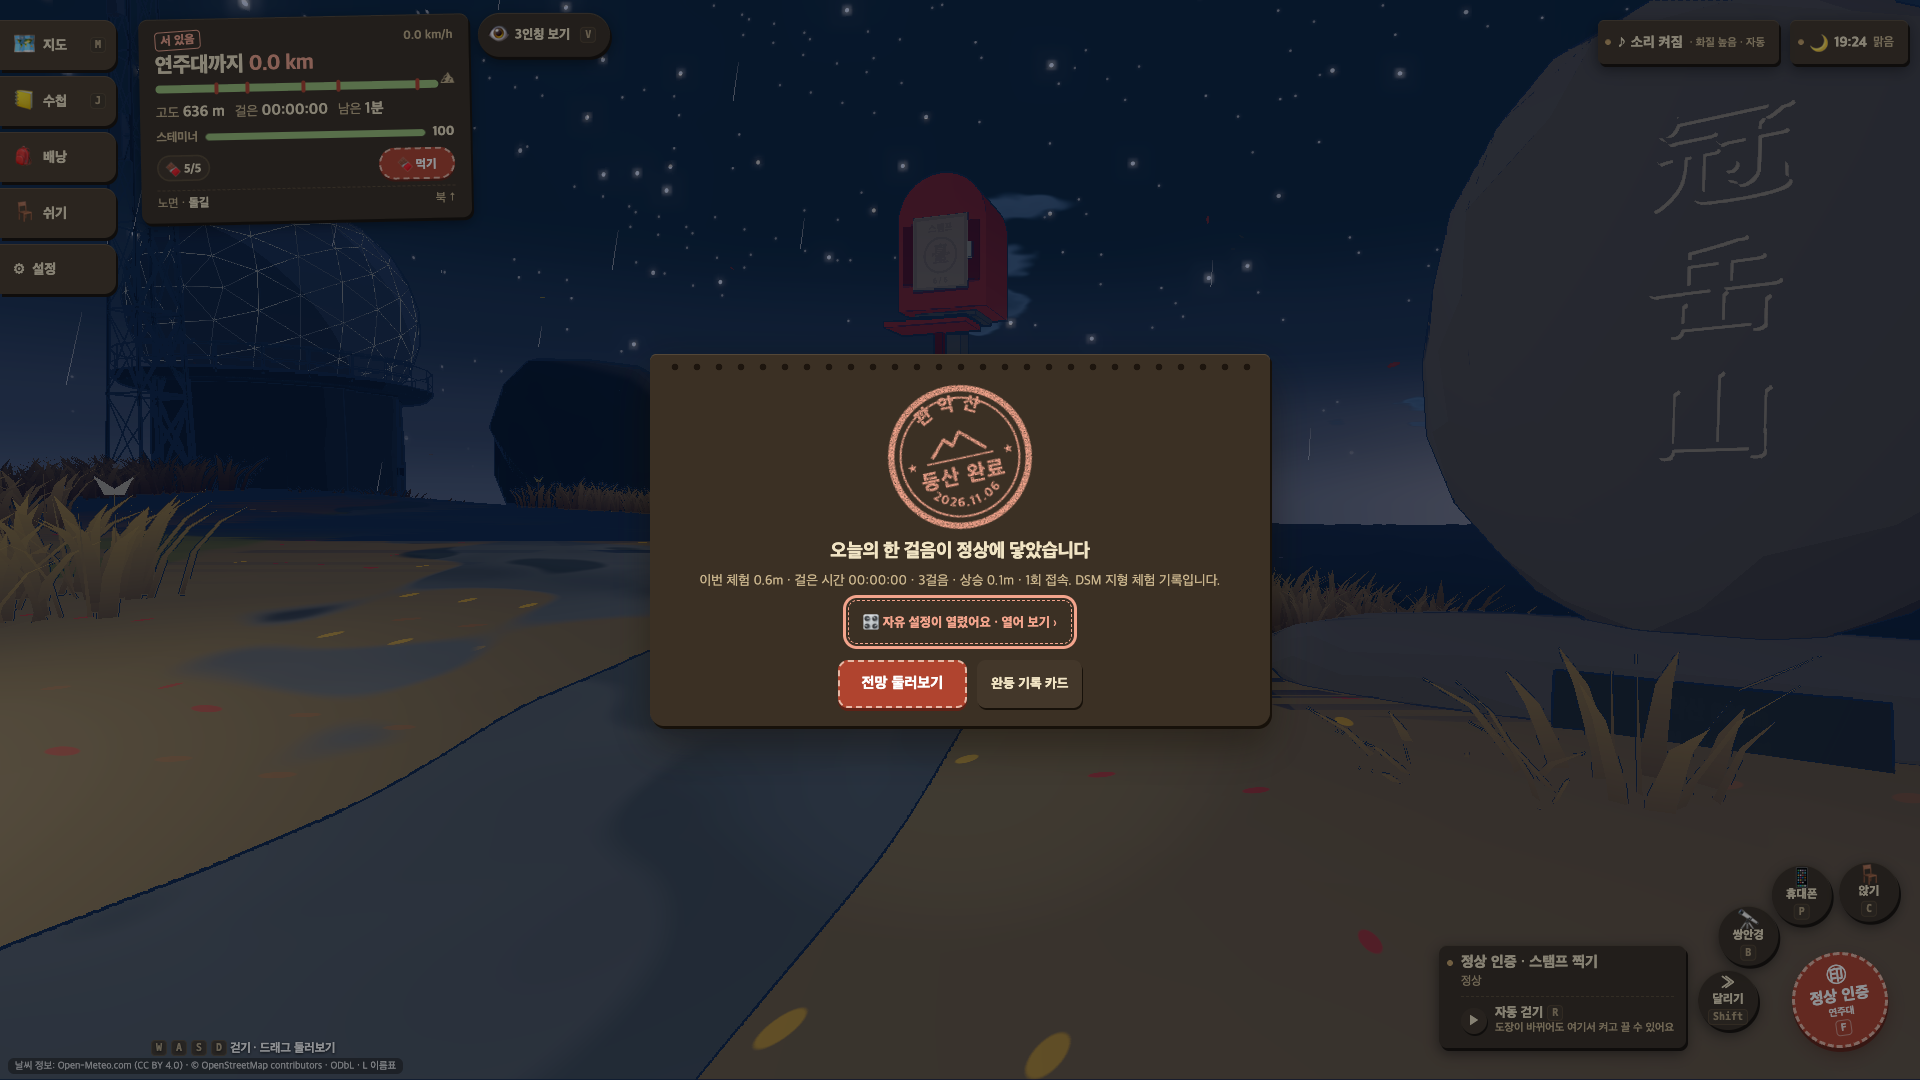 지도 M
수첩 J
배낭
쉬기
설정
서 있음
0.0 km/h
연주대까지 0.0 km
고도 636 m 걸은 00:00:00 남은 1분
스테미너 100
5/5
먹기
노면 · 돌길
북 ↑
3인칭 보기 V
♪ 소리 켜짐 · 화질 높음 · 자동
19:24 맑음
冠
岳
山
관악산
등산 완료
2026.11.06
오늘의 한 걸음이 정상에 닿았습니다
이번 체험 0.6m · 걸은 시간 00:00:00 · 3걸음 · 상승 0.1m · 1회 접속. DSM 지형 체험 기록입니다.
자유 설정이 열렸어요 · 열어 보기 ›
전망 둘러보기
완등 기록 카드
휴대폰
P
앉기
C
쌍안경
B
달리기
Shift
印
정상 인증
연주대
F
정상 인증 · 스탬프 찍기
정상
자동 걷기 R
도장이 바뀌어도 여기서 켜고 끌 수 있어요
W A S D 걷기 · 드래그 둘러보기
날씨 정보: Open-Meteo.com (CC BY 4.0) · © OpenStreetMap contributors · ODbL · L 이름표